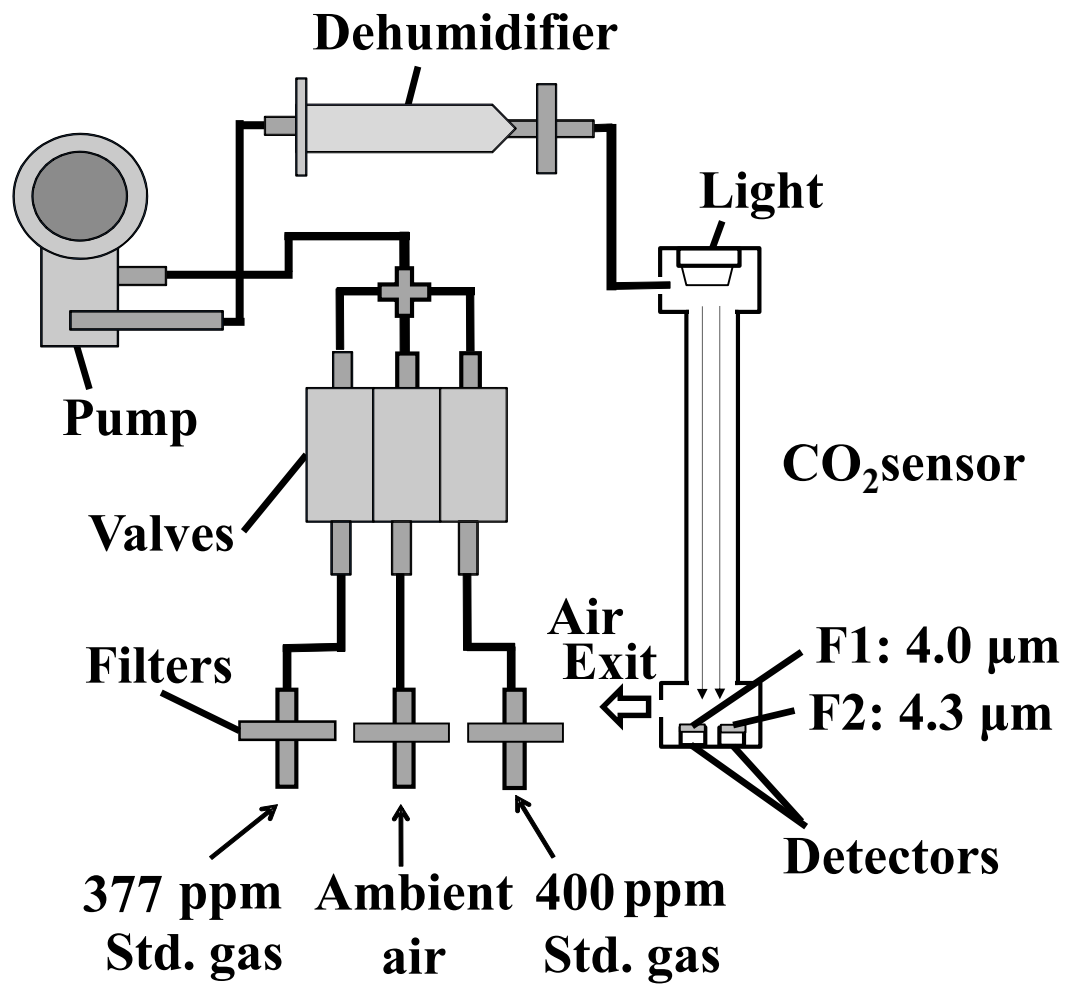 Dehumidifier
Light
Pump
CO₂sensor
Valves
Air
Exit
F1: 4.0 μm
Filters
F2: 4.3 μm
Detectors
377 ppm
Std. gas
Ambient
air
400 ppm
Std. gas